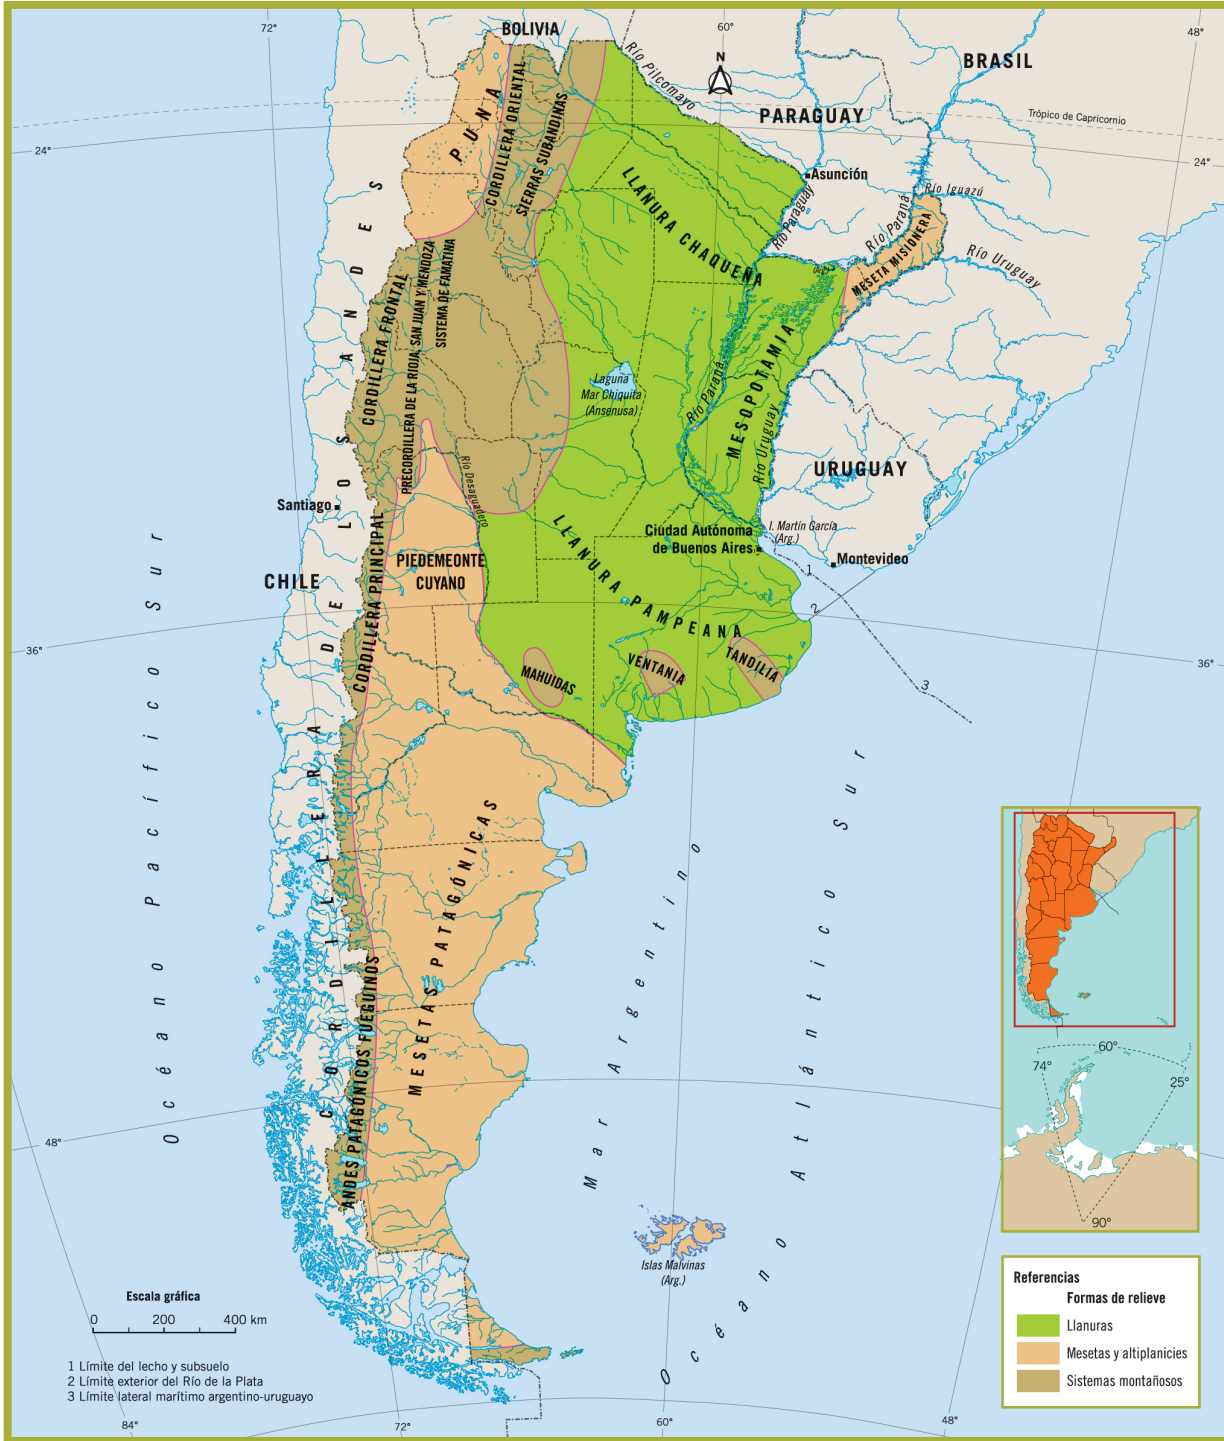 72°
60°
48°
BOLIVIA
BRASIL
N
Río Pilcomayo
PARAGUAY
Trópico de Capricornio
24°
24°
PUNA
CORDILLERA ORIENTAL
SIERRAS SUBANDINAS
Asunción
Río Paraguay
LLANURA CHAQUEÑA
Río Iguazú
Río Paraná
MESETA MISIONERA
Río Uruguay
(Arg.)
CORDILLERA DE LOS ANDES
CORDILLERA FRONTAL
PRECORDILLERA DE LA RIOJA, SAN JUAN Y MENDOZA
SISTEMA DE FAMATINA
Laguna
Mar Chiquita
(Ansenusa)
Río Paraná
MESOPOTAMIA
Río Uruguay
URUGUAY
Río Desaguadero
Santiago
LLANURA PAMPEANA
Ciudad Autónoma
de Buenos Aires
I. Martín García
(Arg.)
Montevideo
1
2
3
CHILE
CORDILLERA PRINCIPAL
PIEDEMEONTE
CUYANO
36°
36°
MAHUIDAS
VENTANIA
TANDILIA
Océano Pacífico Sur
MESETAS PATAGÓNICAS
ANDES PATAGÓNICOS FUEGUINOS
Mar Argentino
Océano Atlántico Sur
48°
Islas Malvinas
(Arg.)
60°
74°
25°
90°
Escala gráfica
0 200 400 km
1 Límite del lecho y subsuelo
2 Límite exterior del Río de la Plata
3 Límite lateral marítimo argentino-uruguayo
Referencias
Formas de relieve
Llanuras
Mesetas y altiplanicies
Sistemas montañosos
84°
72°
60°
48°